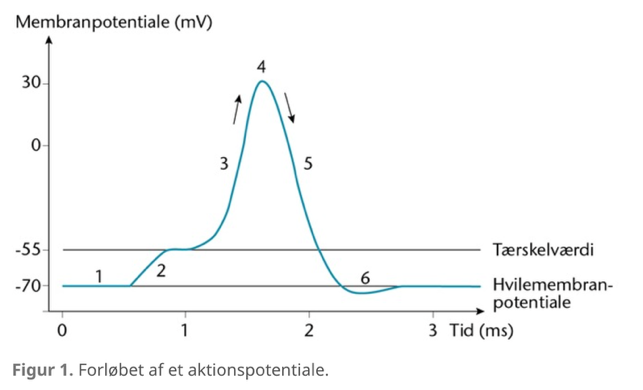 Membranpotentiale (mV)
4
30
0
3
5
-55
Tærskelværdi
2
1
6
-70
Hvilemembran-
potentiale
0
1
2
3
Tid (ms)
Figur 1. Forløbet af et aktionspotentiale.